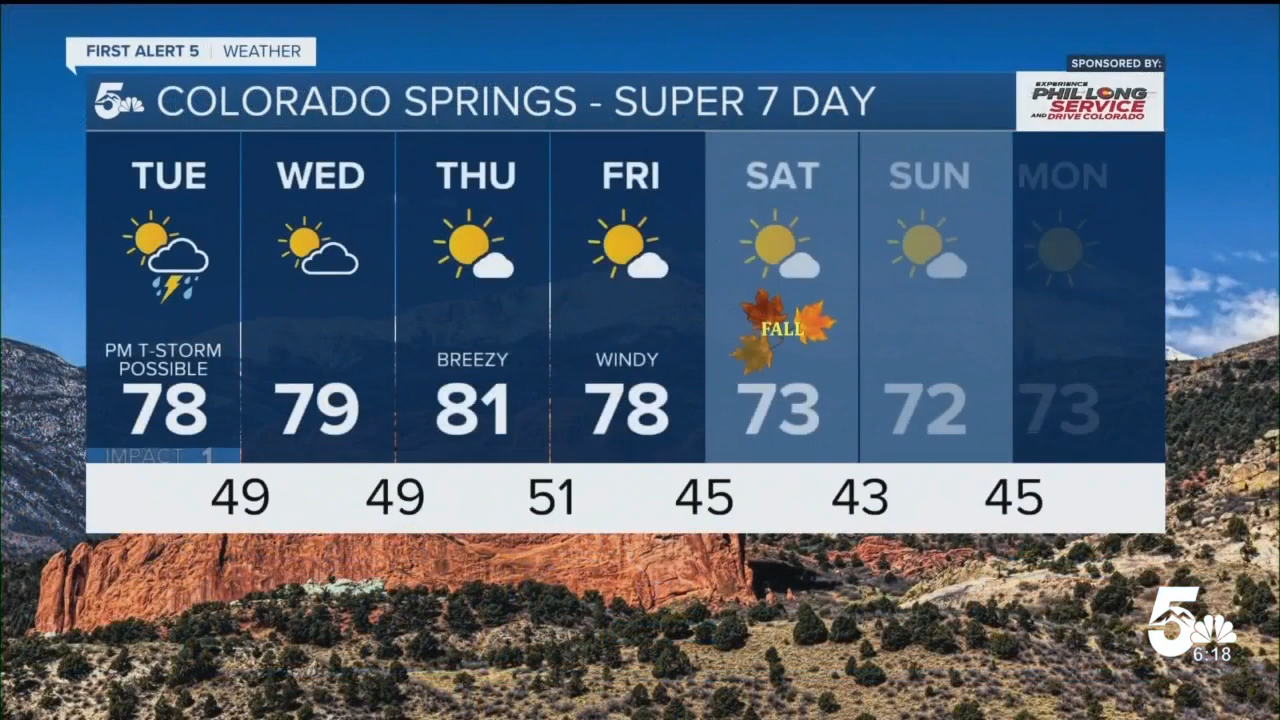 FIRST ALERT 5 | WEATHER
SPONSORED BY:
5 COLORADO SPRINGS - SUPER 7 DAY
EXPERIENCE
PHIL LONG
SERVICE
AND DRIVE COLORADO
TUE WED THU FRI SAT SUN MON
FALL
PM T-STORM
POSSIBLE
BREEZY WINDY
78 79 81 78 73 72 73
IMPACT 1
49 49 51 45 43 45
5
6:18